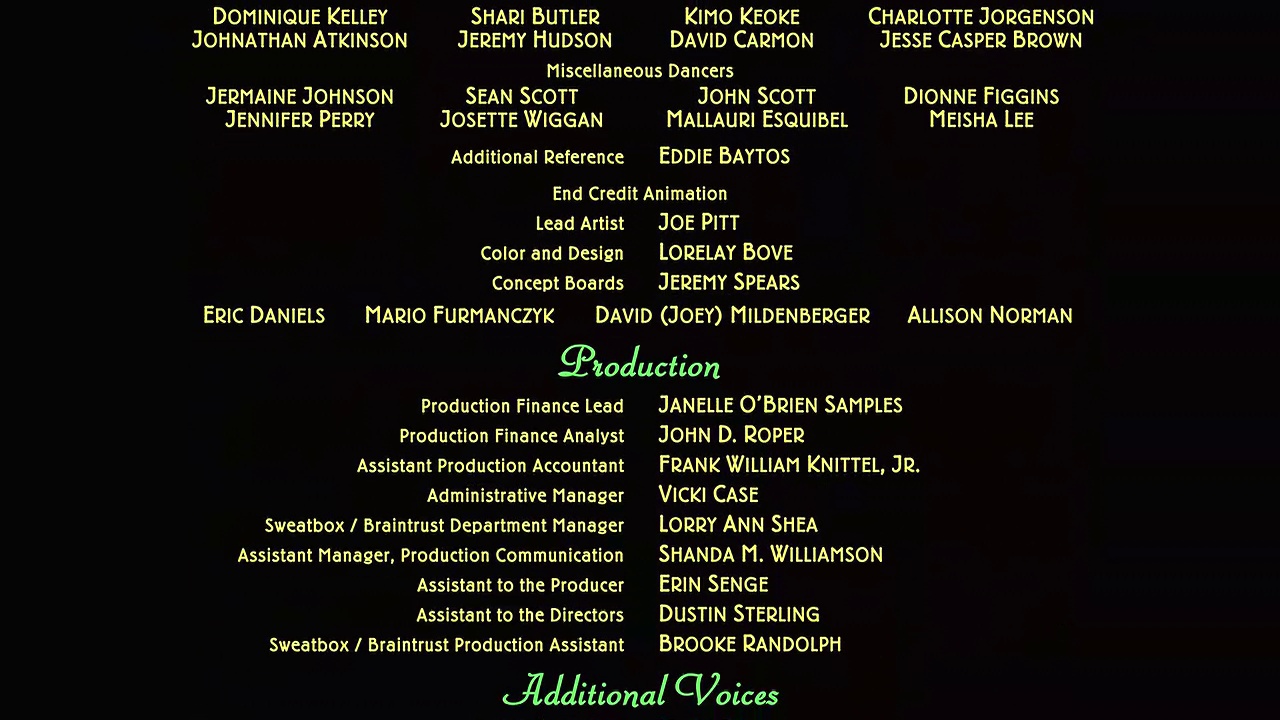 Dominique Kelley Shari Butler Kimo Keoke Charlotte Jorgenson
Johnathan Atkinson Jeremy Hudson David Carmon Jesse Casper Brown
Miscellaneous Dancers
Jermaine Johnson Sean Scott John Scott Dionne Figgins
Jennifer Perry Josette Wiggan Mallauri Esquibel Meisha Lee
Additional Reference Eddie Baytos
End Credit Animation
Lead Artist Joe Pitt
Color and Design Lorelay Bove
Concept Boards Jeremy Spears
Eric Daniels Mario Furmanczyk David (Joey) Mildenberger Allison Norman
Production
Production Finance Lead Janelle O'Brien Samples
Production Finance Analyst John D. Roper
Assistant Production Accountant Frank William Knittel, Jr.
Administrative Manager Vicki Case
Sweatbox / Braintrust Department Manager Lorry Ann Shea
Assistant Manager, Production Communication Shanda M. Williamson
Assistant to the Producer Erin Senge
Assistant to the Directors Dustin Sterling
Sweatbox / Braintrust Production Assistant Brooke Randolph
Additional Voices